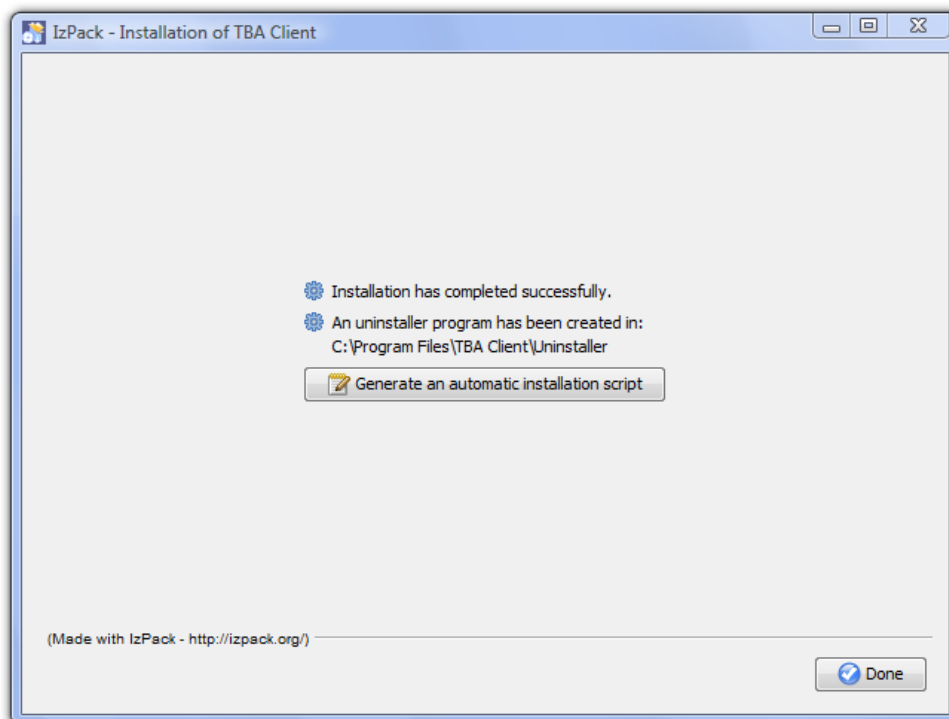 IzPack - Installation of TBA Client
Installation has completed successfully.
An uninstaller program has been created in:
C:\Program Files\TBA Client\Uninstaller
Generate an automatic installation script
(Made with IzPack - http://izpack.org/)
Done